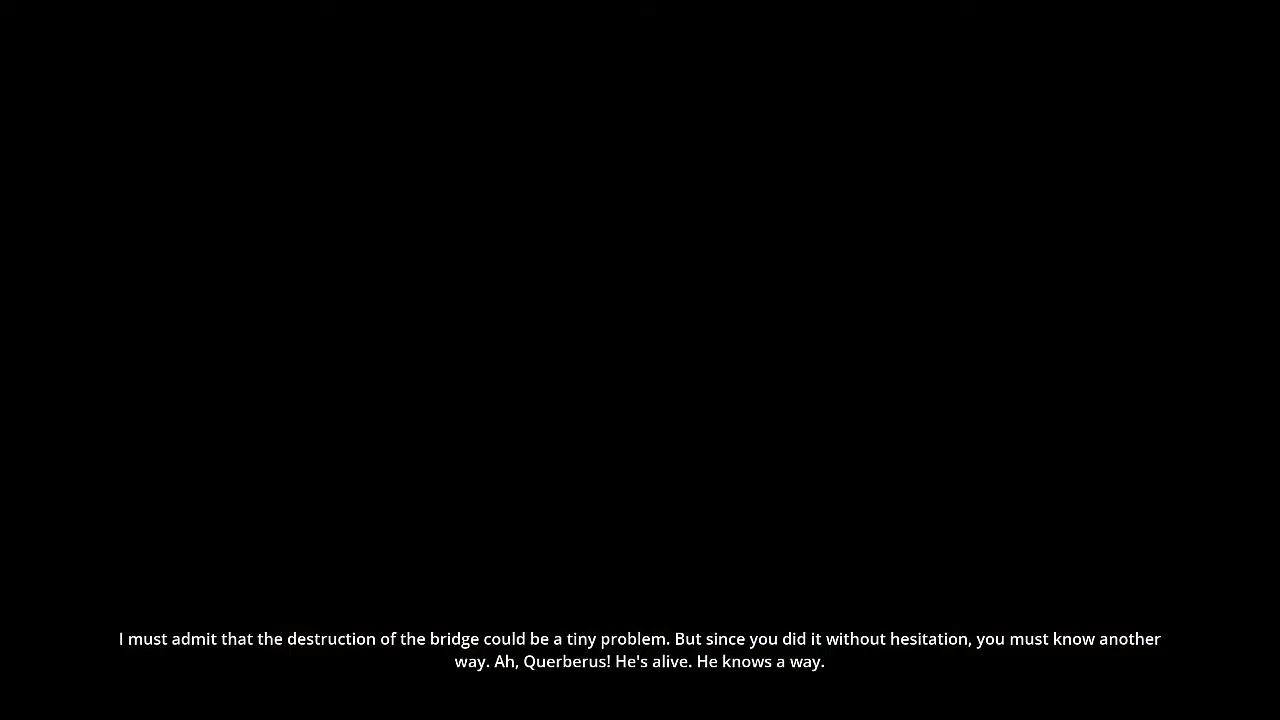 I must admit that the destruction of the bridge could be a tiny problem. But since you did it without hesitation, you must know another
way. Ah, Querberus! He's alive. He knows a way.